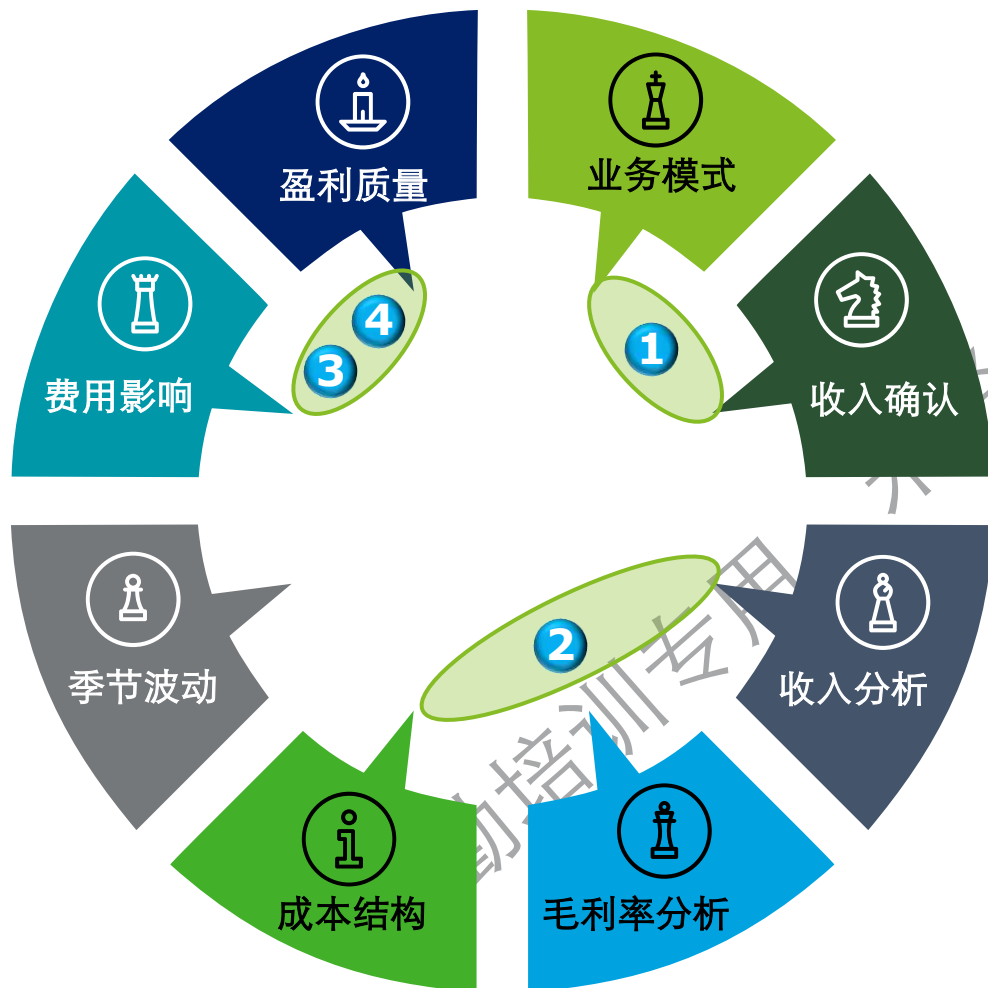 盈利质量
业务模式
费用影响
收入确认
4
3
1
季节波动
收入分析
2
成本结构
毛利率分析
勤培训专用